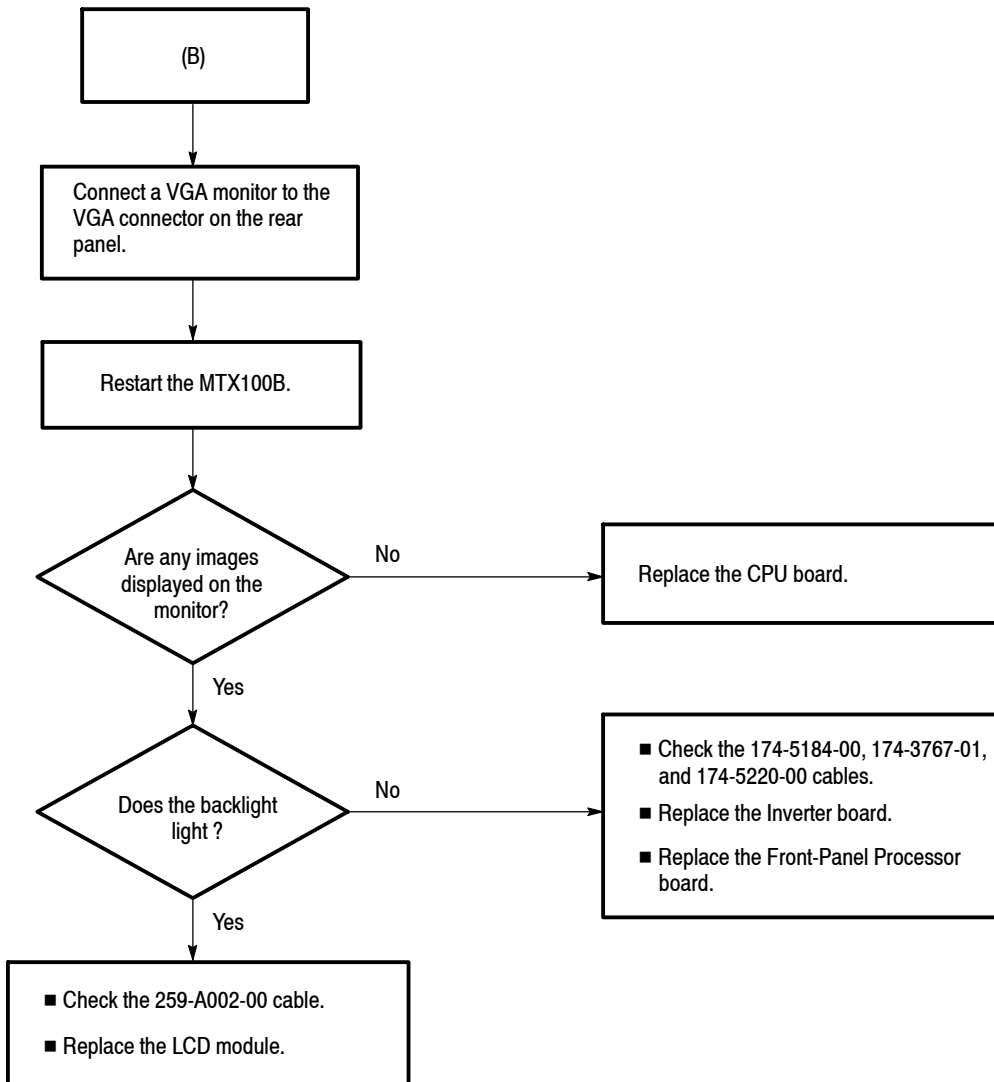 (B)
Connect a VGA monitor to the
VGA connector on the rear
panel.
Restart the MTX100B.
Are any images
displayed on the
monitor?
No
Replace the CPU board.
Yes
Does the backlight
light ?
No
■ Check the 174-5184-00, 174-3767-01,
and 174-5220-00 cables.
■ Replace the Inverter board.
■ Replace the Front-Panel Processor
board.
Yes
■ Check the 259-A002-00 cable.
■ Replace the LCD module.